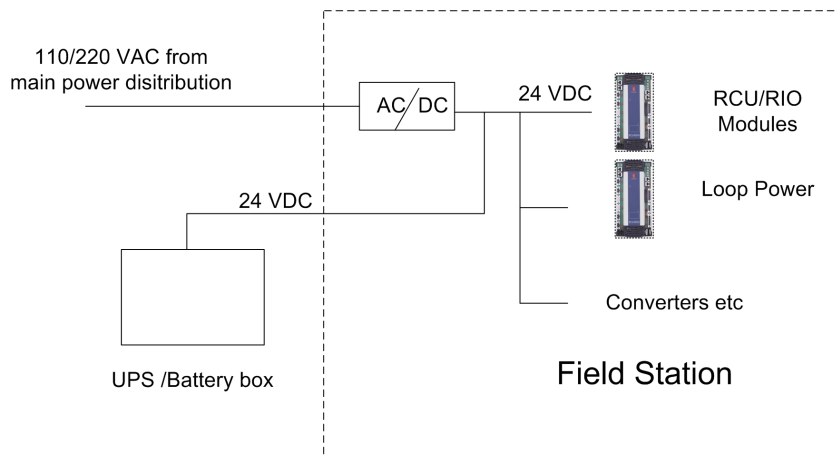 110/220 VAC from
main power disitribution
AC/DC
24 VDC
RCU/RIO
Modules
Loop Power
24 VDC
Converters etc
UPS /Battery box
Field Station